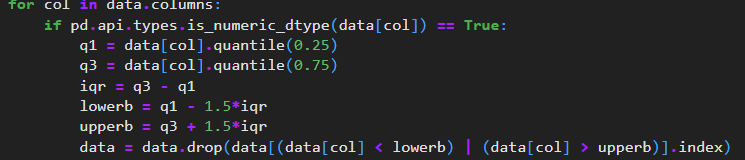 for col in data.columns:
    if pd.api.types.is_numeric_dtype(data[col]) == True:
        q1 = data[col].quantile(0.25)
        q3 = data[col].quantile(0.75)
        iqr = q3 - q1
        lowerb = q1 - 1.5*iqr
        upperb = q3 + 1.5*iqr
        data = data.drop(data[(data[col] < lowerb) | (data[col] > upperb)].index)